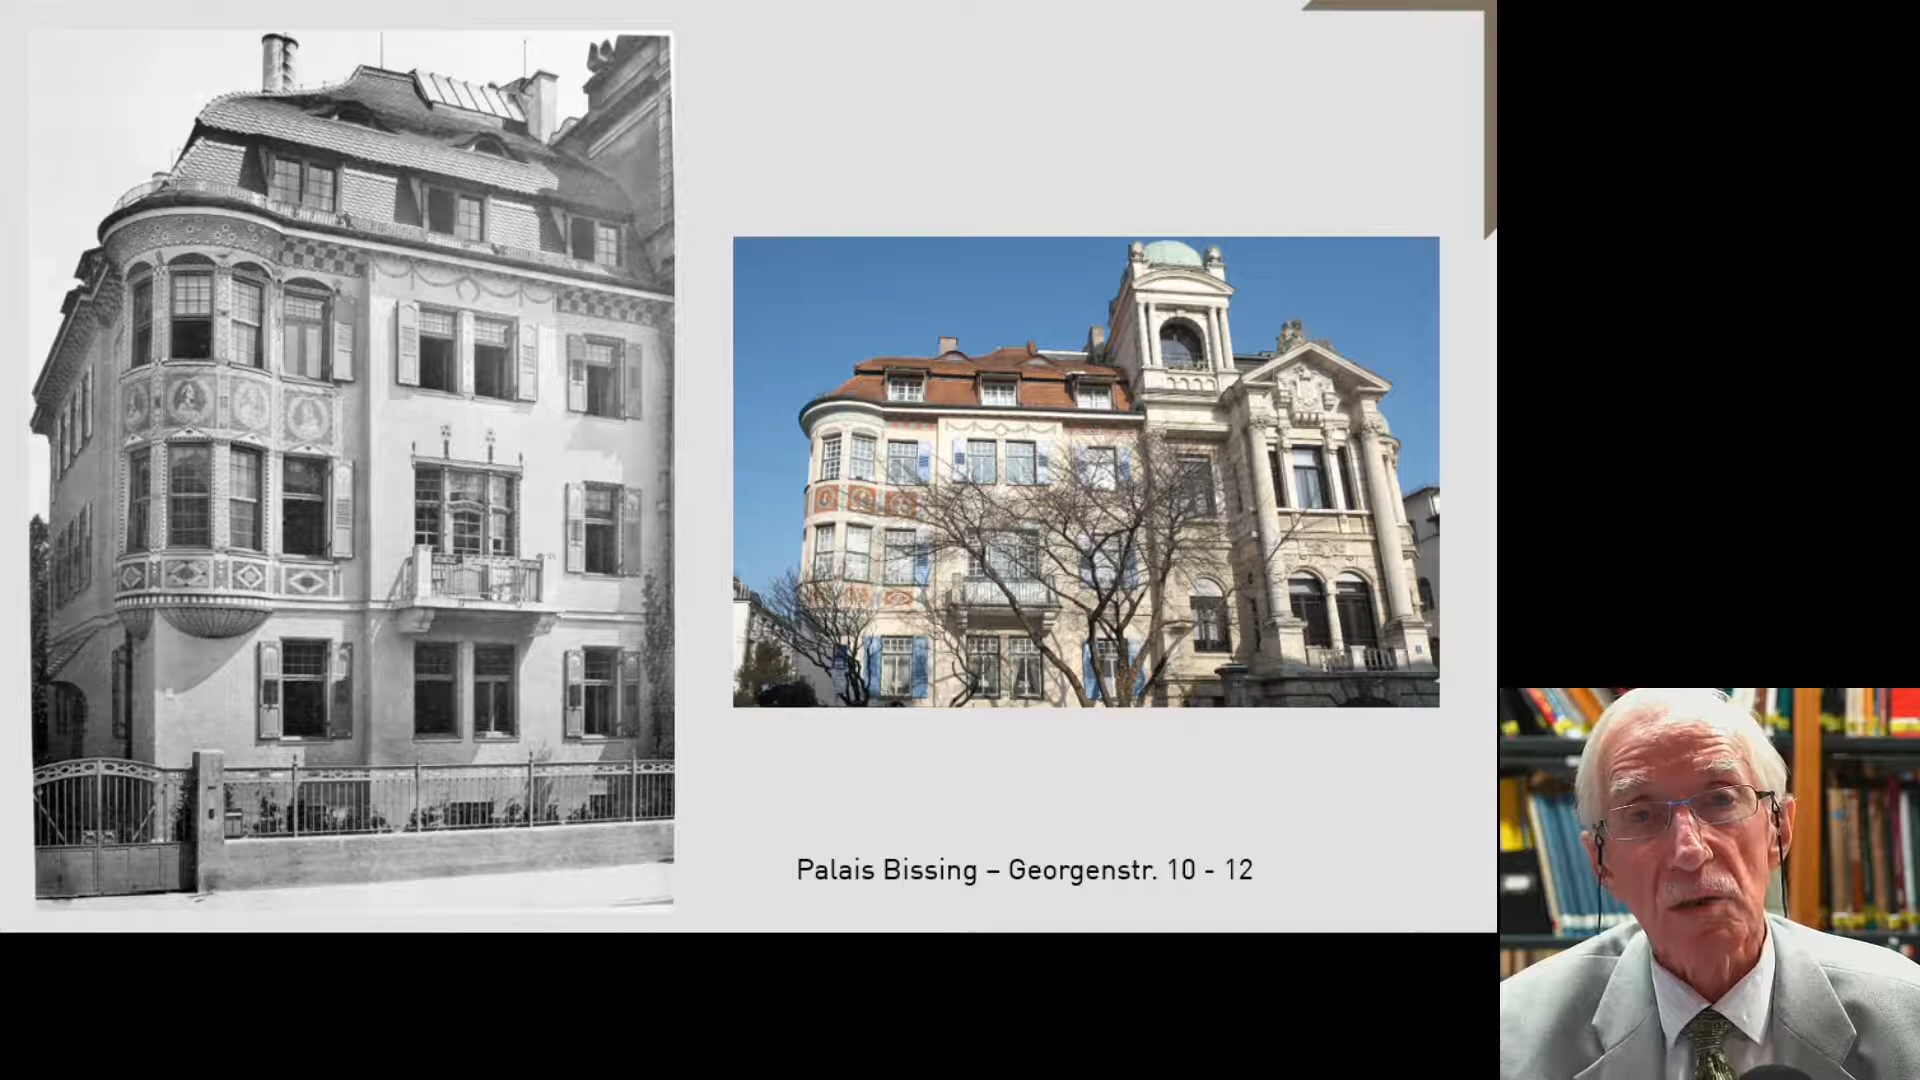 Palais Bissing – Georgenstr. 10 - 12